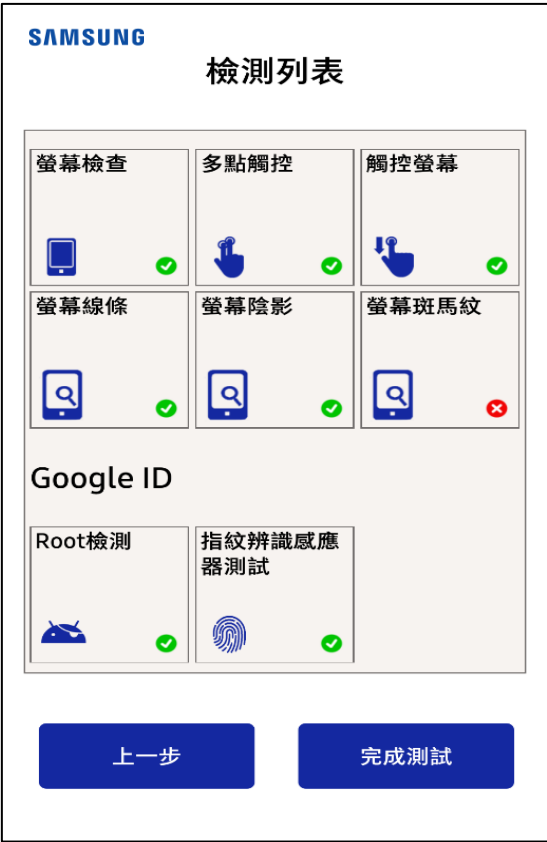 SAMSUNG
檢測列表
螢幕檢查
多點觸控
觸控螢幕
螢幕線條
螢幕陰影
螢幕斑馬紋
Google ID
Root檢測
指紋辨識感應
器測試
上一步
完成測試